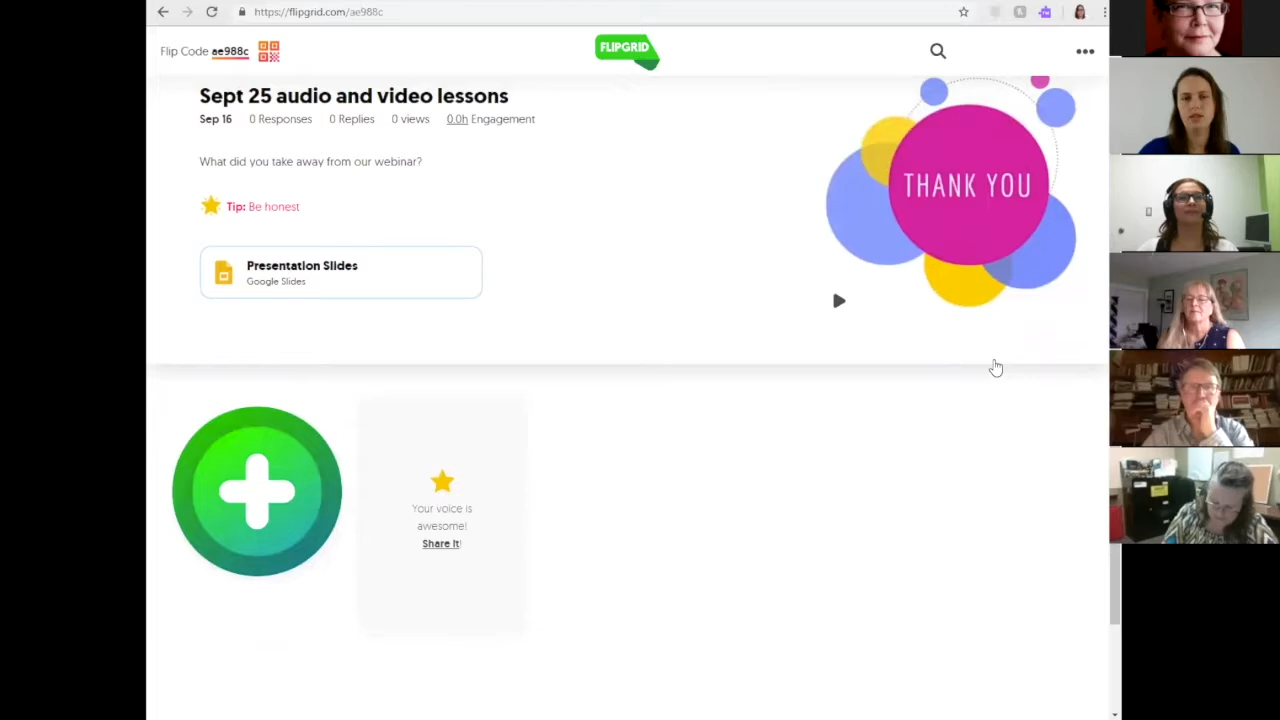 https://flipgrid.com/ae988c
Flip Code ae988c
FLIPGRID
Sept 25 audio and video lessons
Sep 16 0 Responses 0 Replies 0 views 0.0h Engagement
What did you take away from our webinar?
Tip: Be honest
Presentation Slides
Google Slides
THANK YOU
Your voice is
awesome!
Share It!